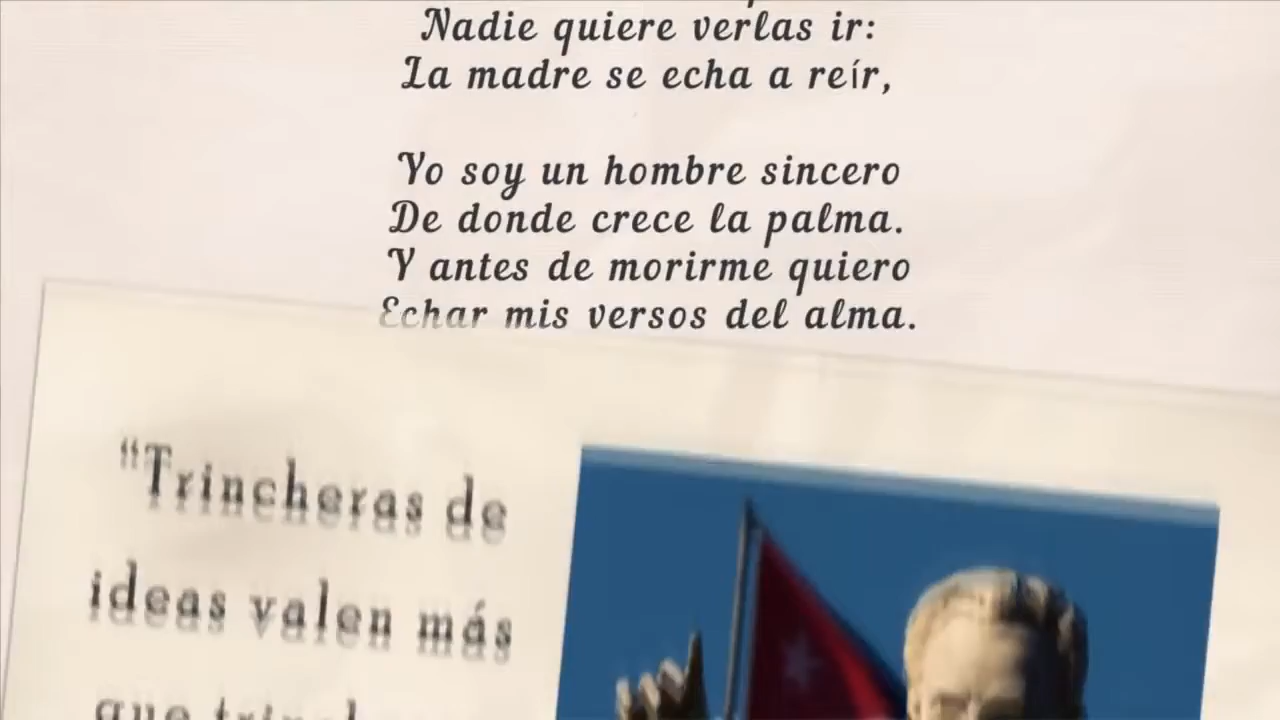 Nadie quiere verlas ir:
La madre se echa a reír,
Yo soy un hombre sincero
De donde crece la palma.
Y antes de morirme quiero
Echar mis versos del alma.
“Trincheras de
ideas valen más
que